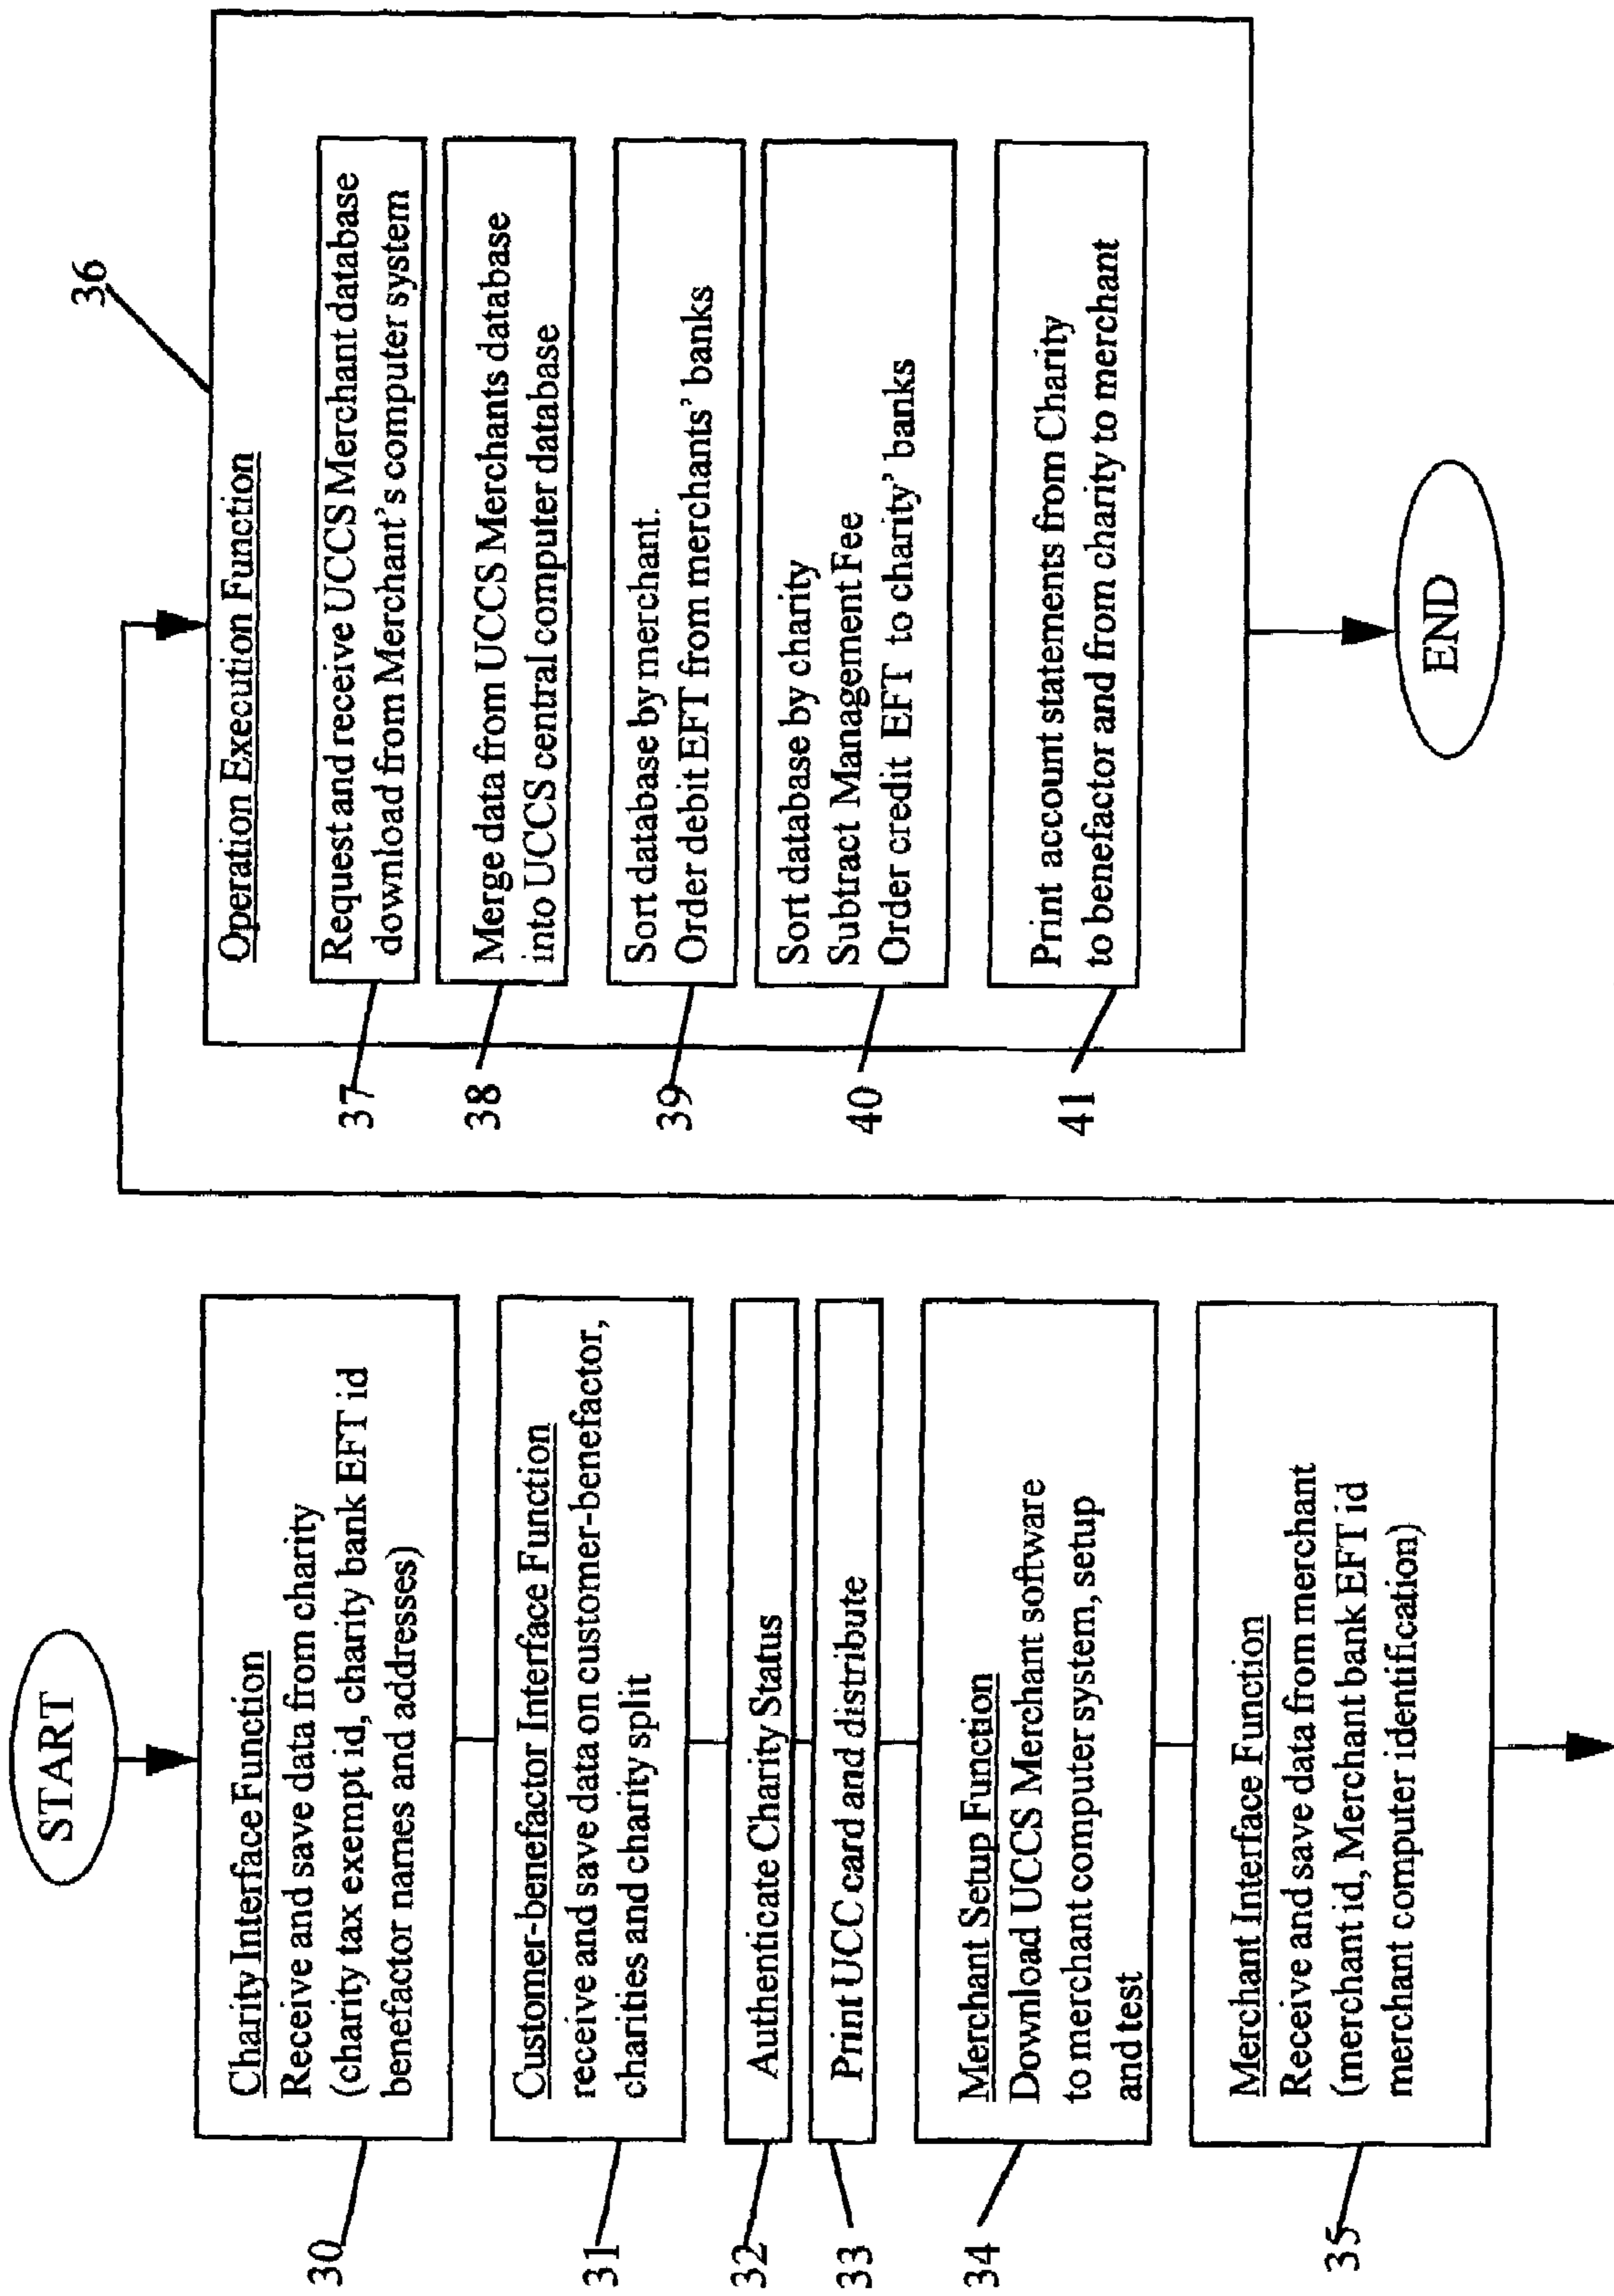 START
30
Charity Interface Function
Receive and save data from charity
(charity tax exempt id, charity bank EFT id
benefactor names and addresses)
31
Customer-benefactor Interface Function
receive and save data on customer-benefactor,
charities and charity split
32
Authenticate Charity Status
33
Print UCC card and distribute
34
Merchant Setup Function
Download UCCS Merchant software
to merchant computer system, setup
and test
35
Merchant Interface Function
Receive and save data from merchant
(merchant id, Merchant bank EFT id
merchant computer identification)
36
Operation Execution Function
37
Request and receive UCCS Merchant database
download from Merchant's computer system
38
Merge data from UCCS Merchants database
into UCCS central computer database
39
Sort database by merchant.
Order debit EFT from merchants' banks
40
Sort database by charity
Subtract Management Fee
Order credit EFT to charity' banks
41
Print account statements from Charity
to benefactor and from charity to merchant
END